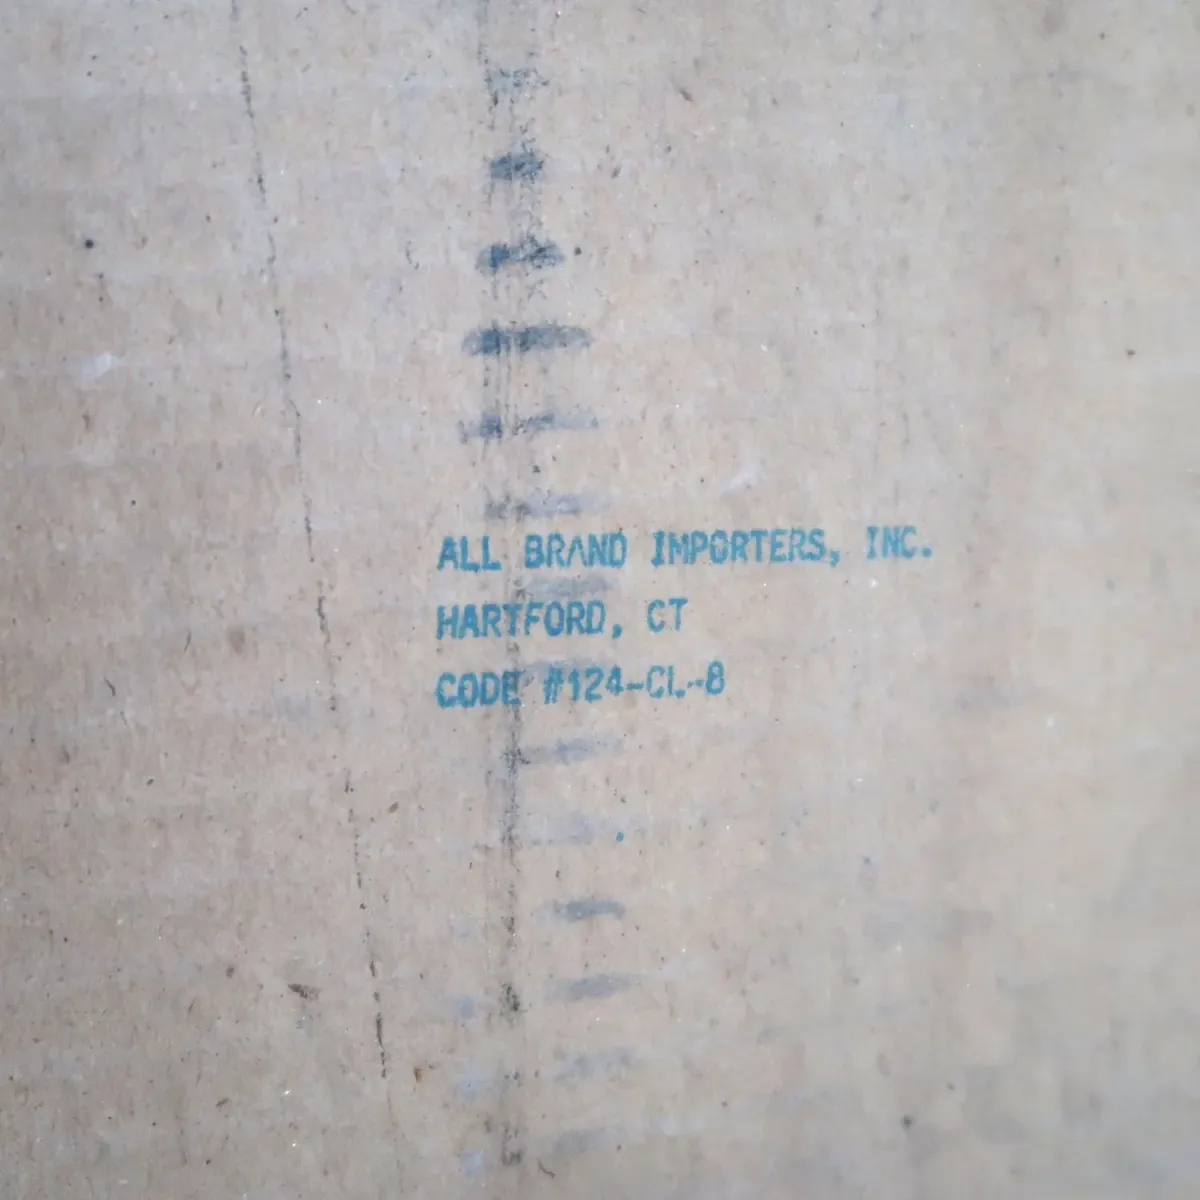 ALL BRAND IMPORTERS, INC.
HARTFORD, CT
CODE #124-CL-8